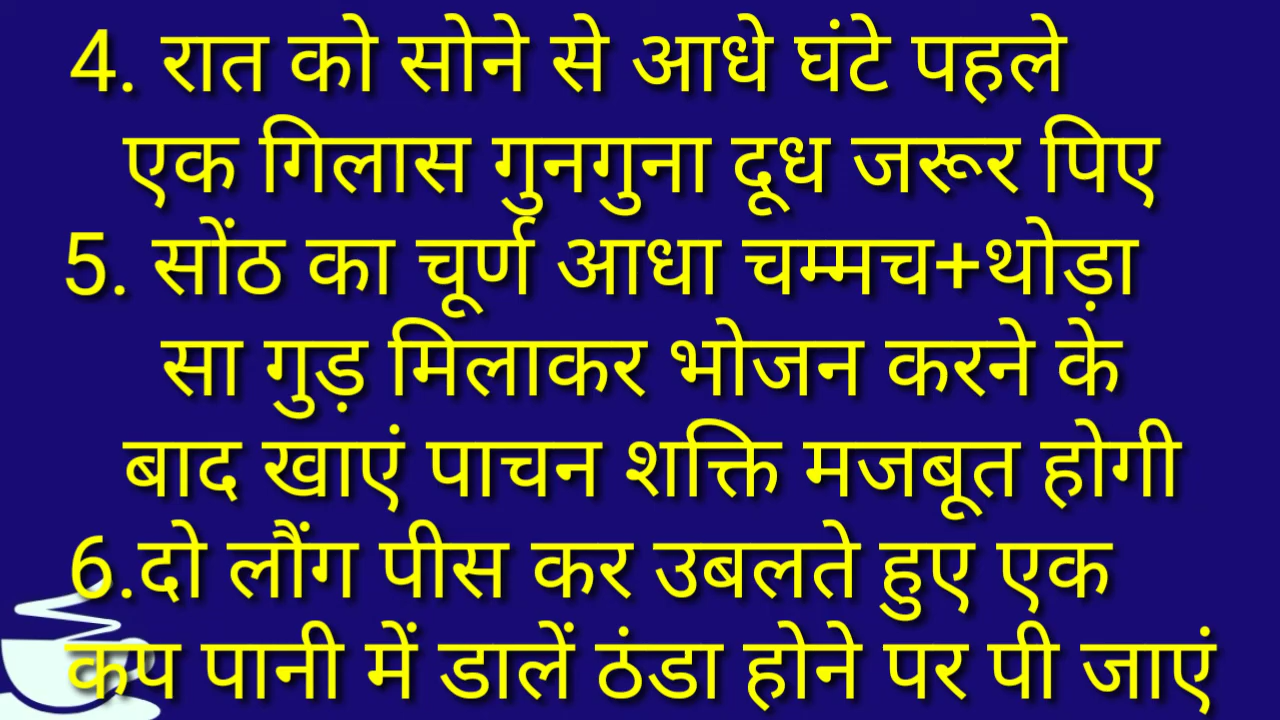 4. रात को सोने से आधे घंटे पहले
एक गिलास गुनगुना दूध जरूर पिए
5. सोंठ का चूर्ण आधा चम्मच+थोड़ा
सा गुड़ मिलाकर भोजन करने के
बाद खाएं पाचन शक्ति मजबूत होगी
6.दो लौंग पीस कर उबलते हुए एक
कप पानी में डालें ठंडा होने पर पी जाएं